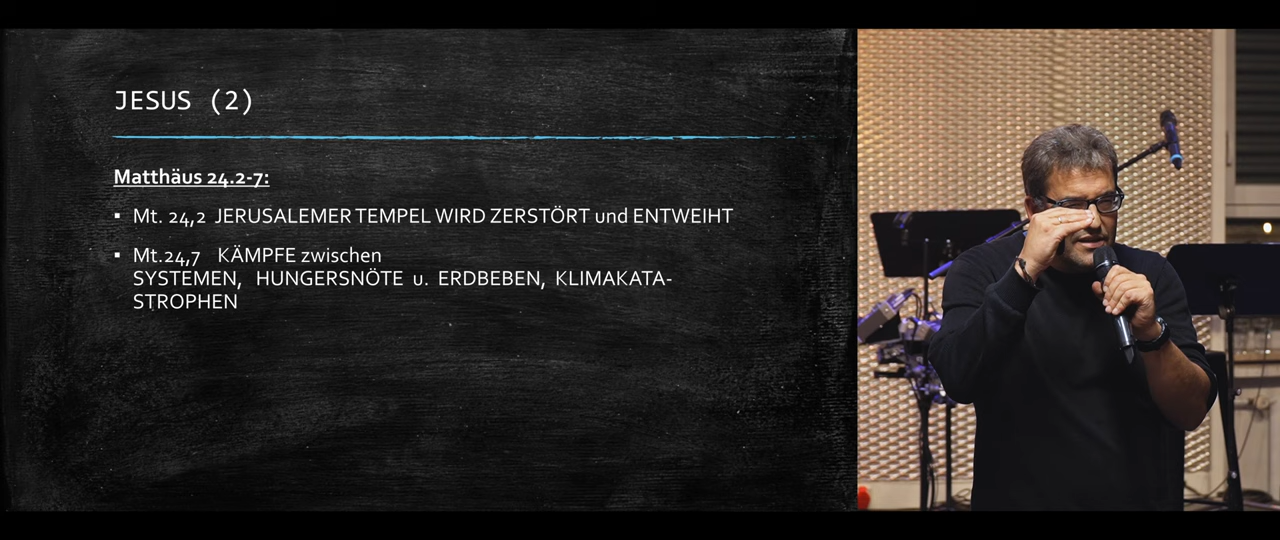 JESUS (2)
Matthäus 24.2-7:
▪ Mt. 24,2 JERUSALEMER TEMPEL WIRD ZERSTÖRT und ENTWEIHT
▪ Mt.24,7 KÄMPFE zwischen
SYSTEMEN, HUNGERSNÖTE u. ERDBEBEN, KLIMAKATA-
STROPHEN